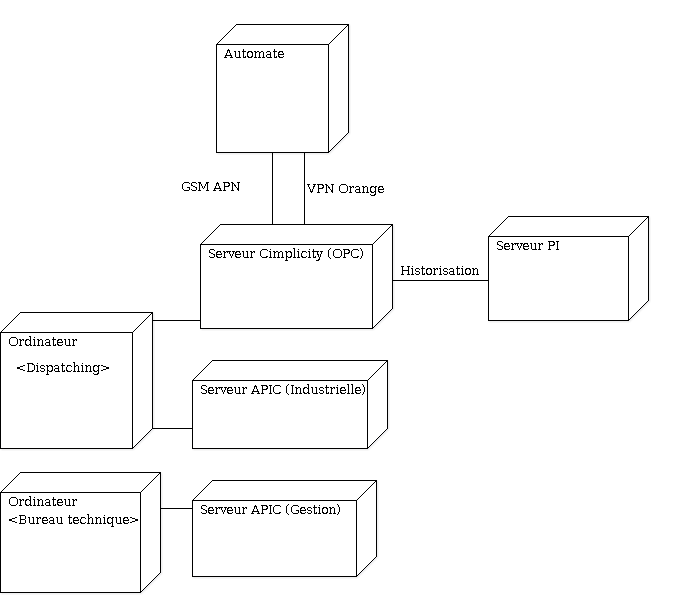 Automate
GSM APN
VPN Orange
Serveur Cimplicity (OPC)
Historisation
Serveur PI
Ordinateur
<Dispatching>
Serveur APIC (Industrielle)
Ordinateur
<Bureau technique>
Serveur APIC (Gestion)